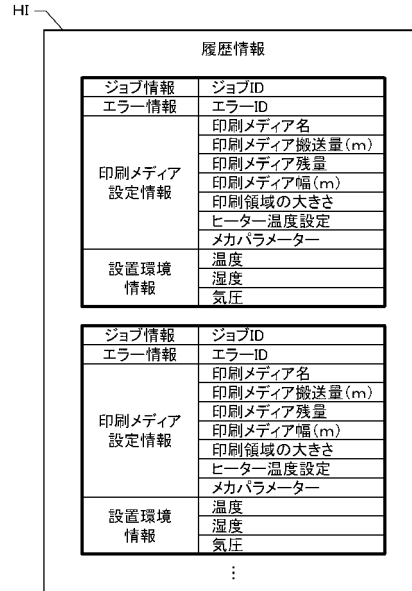 HI
履歴情報
ジョブ情報 ジョブID
エラー情報 エラーID
印刷メディア設定情報 印刷メディア名
印刷メディア搬送量(m)
印刷メディア残量
印刷メディア幅(m)
印刷領域の大きさ
ヒーター温度設定
メカパラメーター
設置環境情報 温度
湿度
気圧
ジョブ情報 ジョブID
エラー情報 エラーID
印刷メディア設定情報 印刷メディア名
印刷メディア搬送量(m)
印刷メディア残量
印刷メディア幅(m)
印刷領域の大きさ
ヒーター温度設定
メカパラメーター
設置環境情報 温度
湿度
気圧
⋮